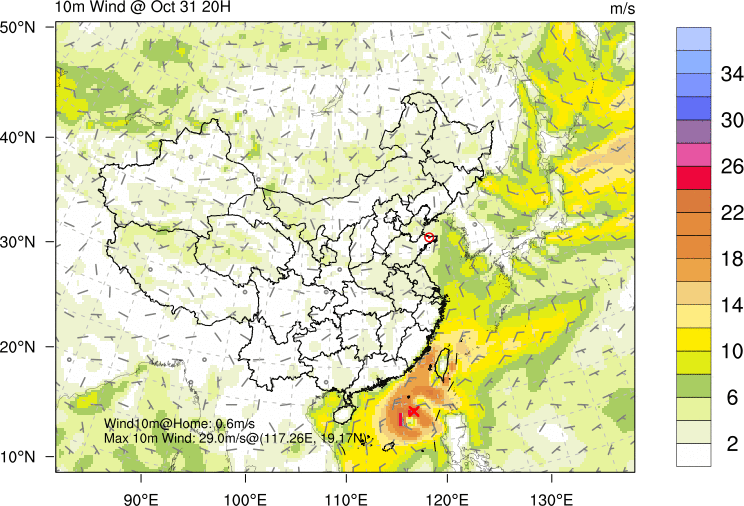 10m Wind @ Oct 31 20H
m/s
50°N
40°N
30°N
20°N
10°N
34
30
26
22
18
14
10
6
2
Wind10m@Home: 0.6m/s
Max 10m Wind: 29.0m/s@(117.26E, 19.17N)
90°E
100°E
110°E
120°E
130°E